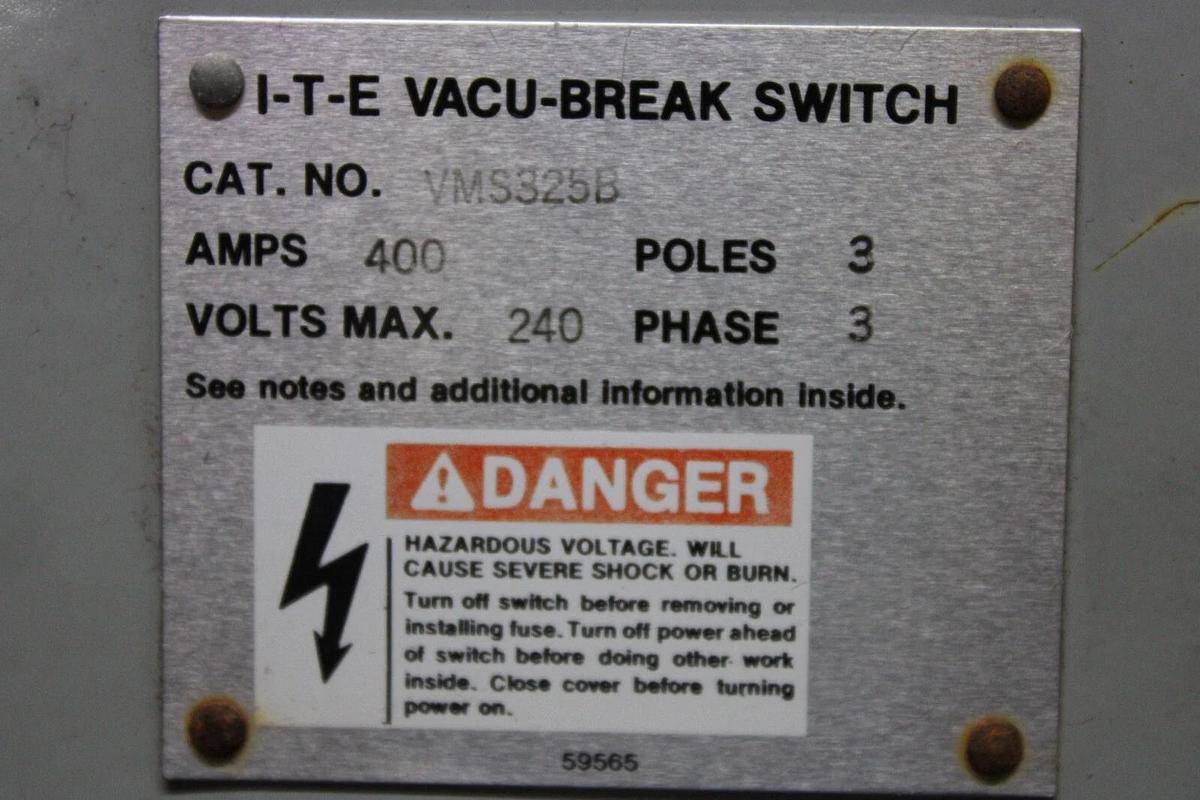 I-T-E VACU-BREAK SWITCH
CAT. NO. VMS325B
AMPS 400 POLES 3
VOLTS MAX. 240 PHASE 3
See notes and additional information inside.
DANGER
HAZARDOUS VOLTAGE. WILL
CAUSE SEVERE SHOCK OR BURN.
Turn off switch before removing or
installing fuse. Turn off power ahead
of switch before doing other work
inside. Close cover before turning
power on.
59565